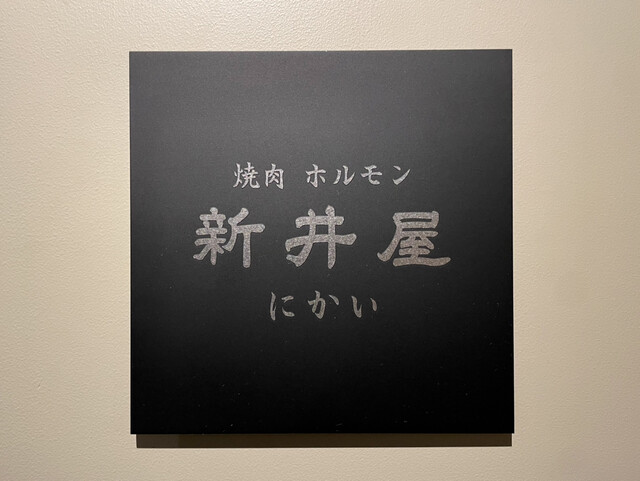 焼肉 ホルモン
新井屋
にかい